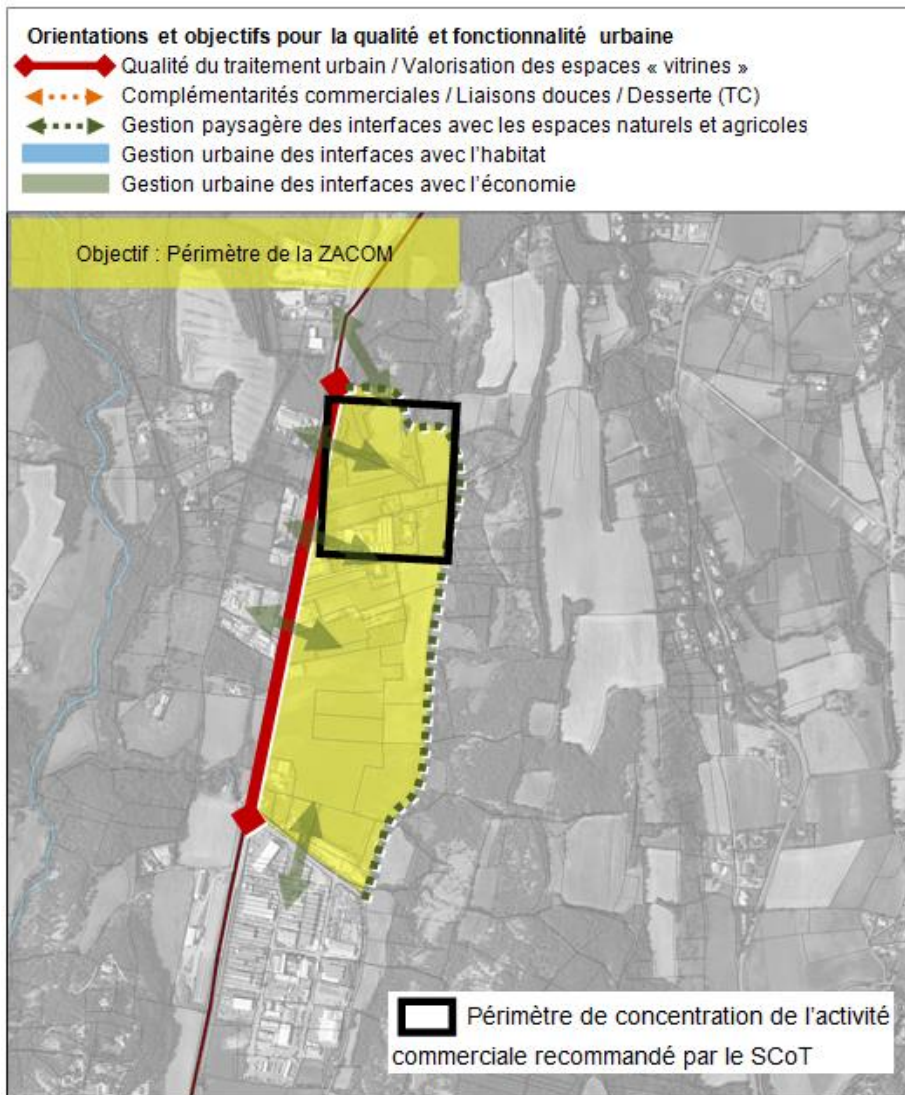 Orientations et objectifs pour la qualité et fonctionnalité urbaine
Qualité du traitement urbain / Valorisation des espaces « vitrines »
Complémentarités commerciales / Liaisons douces / Desserte (TC)
Gestion paysagère des interfaces avec les espaces naturels et agricoles
Gestion urbaine des interfaces avec l'habitat
Gestion urbaine des interfaces avec l'économie
Objectif : Périmètre de la ZACOM
Périmètre de concentration de l'activité
commerciale recommandé par le SCoT